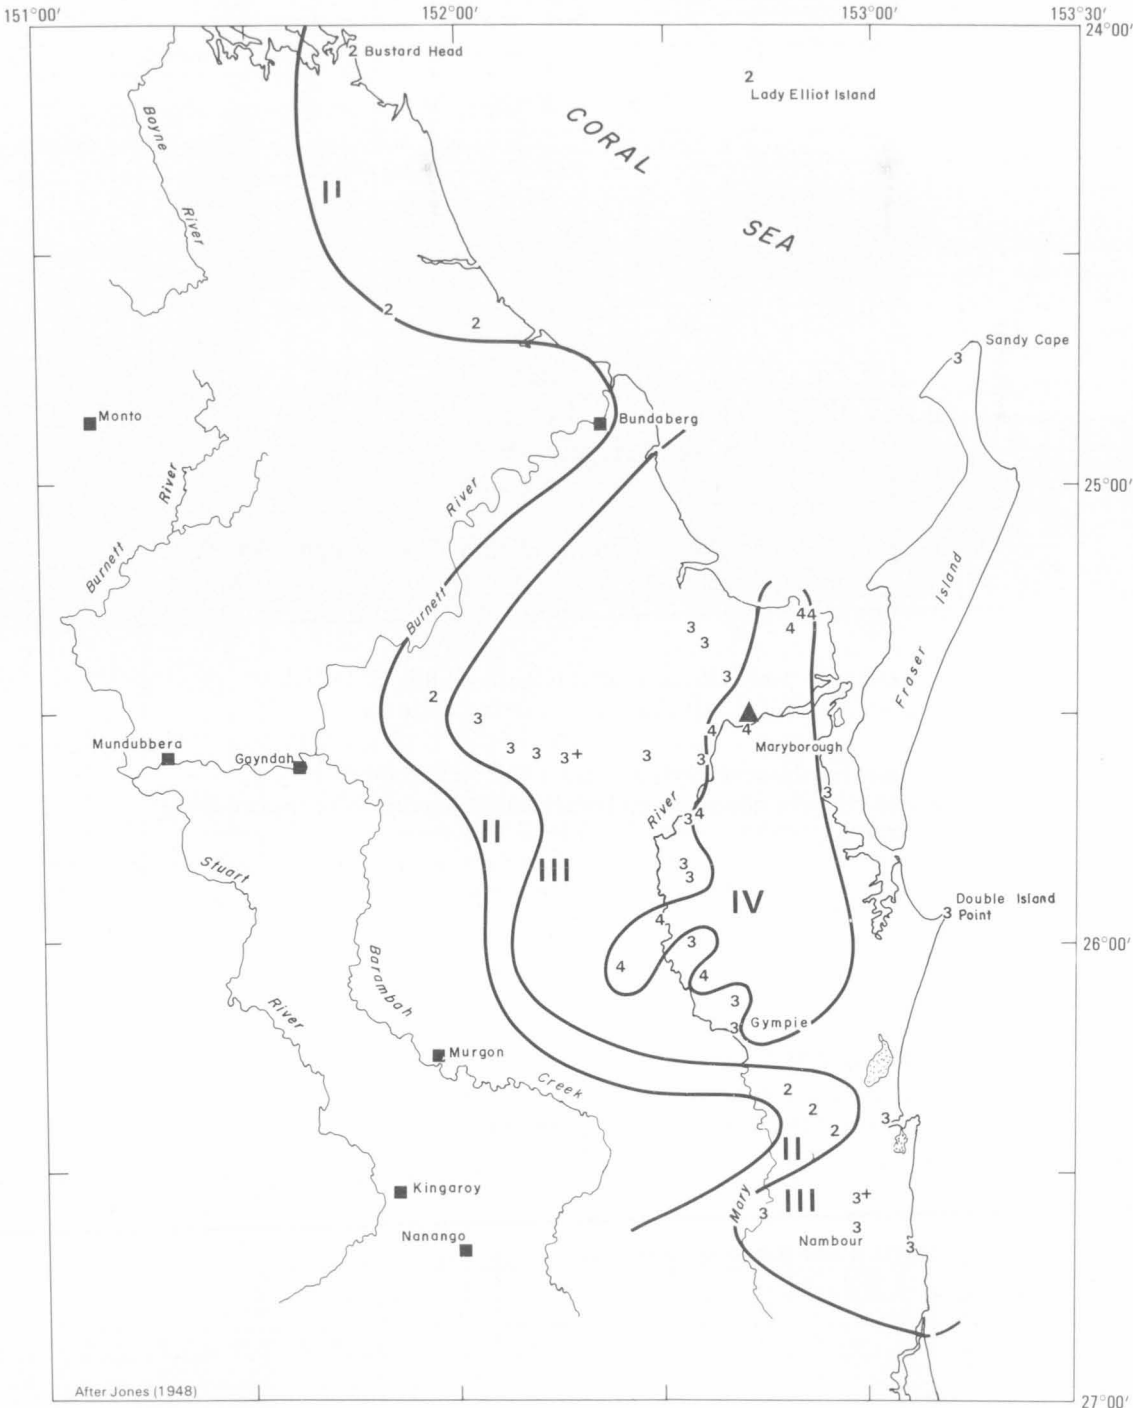 151°00′
152°00′
153°00′
153°30′
24°00′
2 Bustard Head
2
Lady Elliot Island
CORAL
Boyne
II
River
SEA
2
2
Sandy Cape
3
Monto
Bundaberg
River
River
25°00′
Burnett
Island
Burnett
44
3
4
3
Fraser
3
2
3
4
4
Mundubbera
3
3
3+
3
3
Maryborough
Gayndah
3
River
4
3
II
3
Stuart
III
3
IV
Double Island
3
Point
4
3
26°00′
4
4
Barambah
3
River
3
Gympie
Murgon
Creek
2
2
3
2
II
Kingaroy
Mary
III
3+
3
3
Nanango
Nambour
3
After Jones (1948)
27°00′